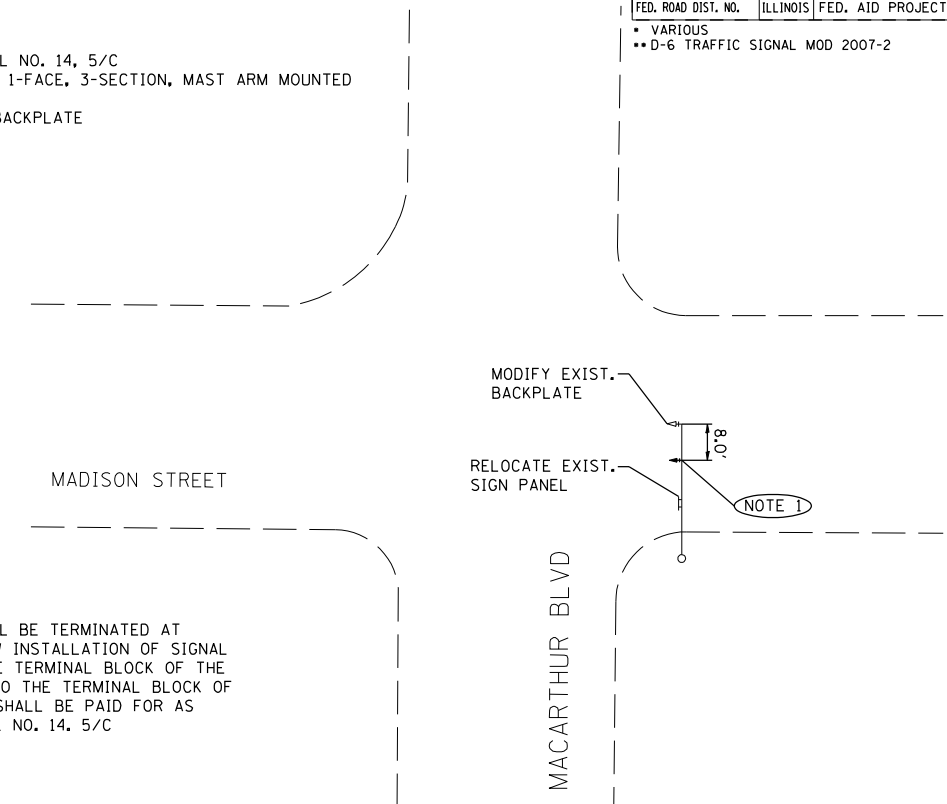 FED. ROAD DIST. NO. ILLINOIS FED. AID PROJECT
* VARIOUS
** D-6 TRAFFIC SIGNAL MOD 2007-2
L NO. 14, 5/C
1-FACE, 3-SECTION, MAST ARM MOUNTED
BACKPLATE
MODIFY EXIST.
BACKPLATE
8.0'
RELOCATE EXIST.
SIGN PANEL
NOTE 1
MADISON STREET
MACARTHUR BLVD
L BE TERMINATED AT
INSTALLATION OF SIGNAL
E TERMINAL BLOCK OF THE
O THE TERMINAL BLOCK OF
SHALL BE PAID FOR AS
NO. 14. 5/C